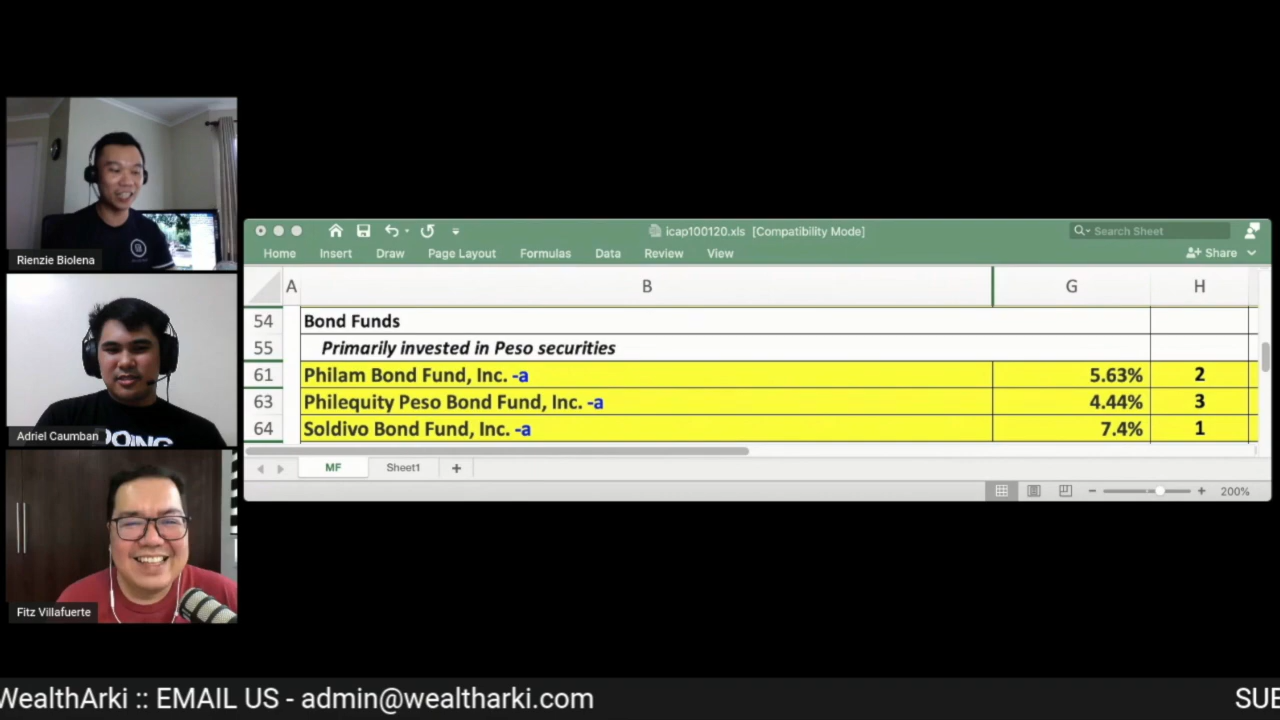 Rienzie Biolena
Adriel Caumban
Fitz Villafuerte
icap100120.xls [Compatibility Mode]
Search Sheet
Home Insert Draw Page Layout Formulas Data Review View Share
A B G H
54 Bond Funds
55 Primarily invested in Peso securities
61 Philam Bond Fund, Inc. -a 5.63% 2
63 Philequity Peso Bond Fund, Inc. -a 4.44% 3
64 Soldivo Bond Fund, Inc. -a 7.4% 1
MF Sheet1 +
200%
WealthArki :: EMAIL US - admin@wealtharki.com SUB